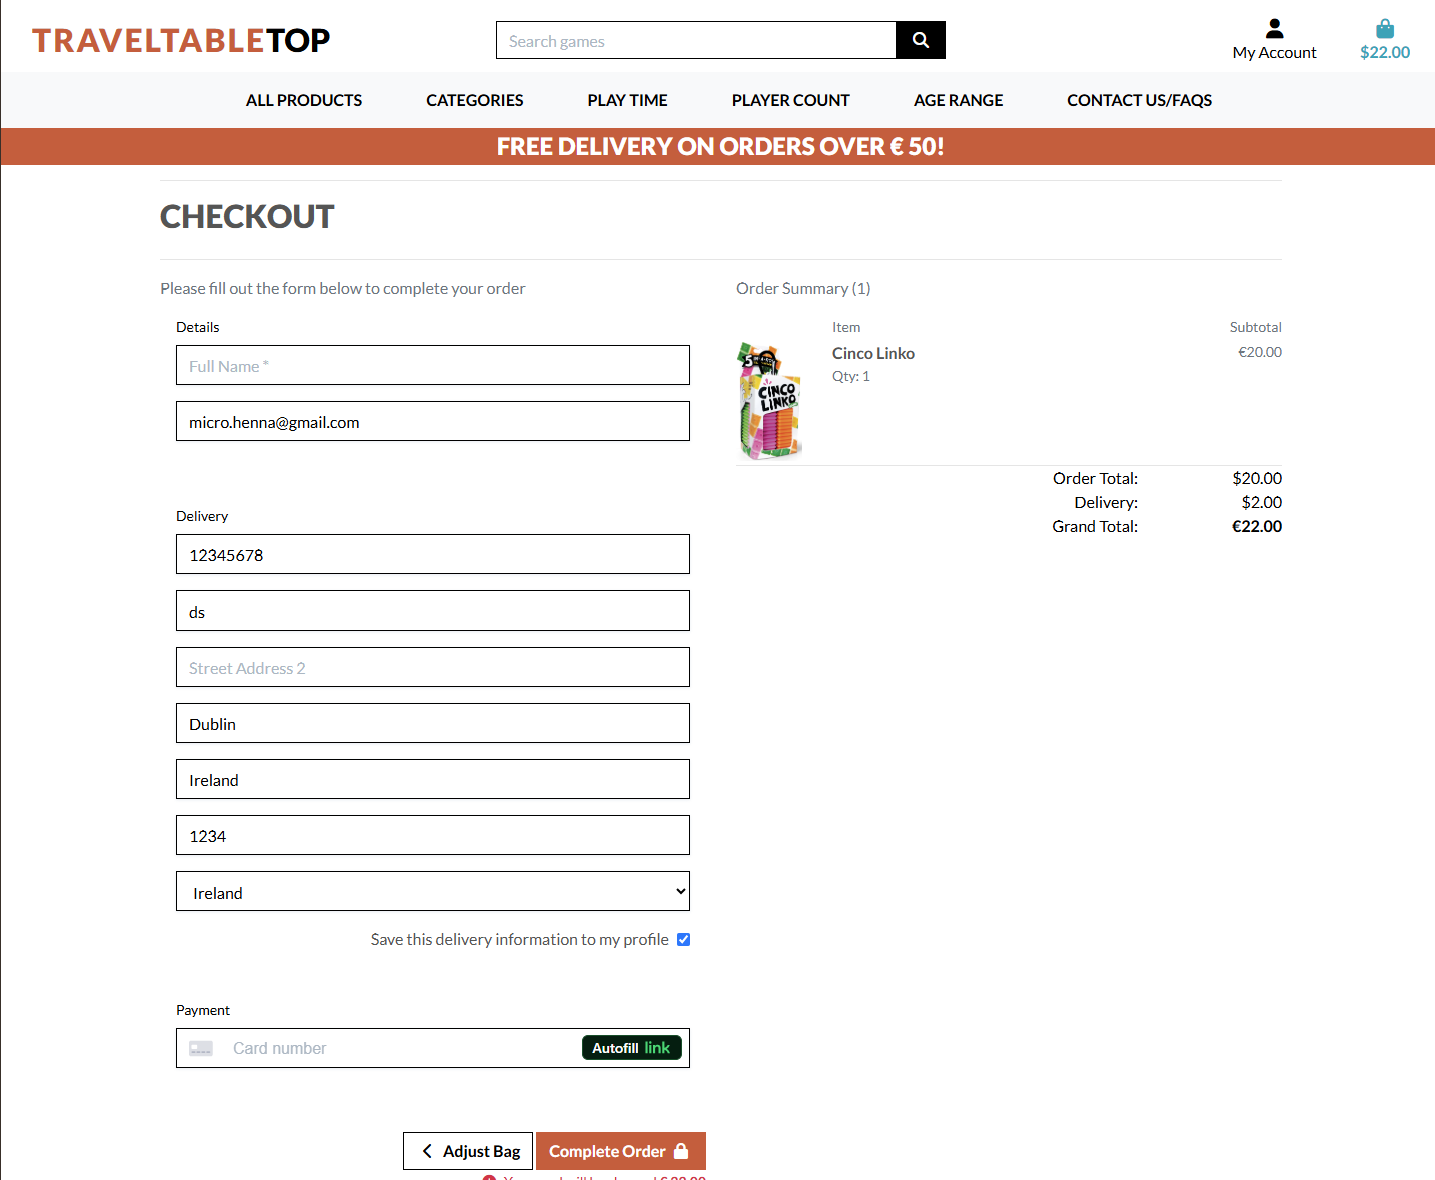 TRAVELTABLETOP
Search games
My Account
$22.00
ALL PRODUCTS CATEGORIES PLAY TIME PLAYER COUNT AGE RANGE CONTACT US/FAQS
FREE DELIVERY ON ORDERS OVER € 50!
CHECKOUT
Please fill out the form below to complete your order
Details
Full Name *
micro.henna@gmail.com
Delivery
12345678
ds
Street Address 2
Dublin
Ireland
1234
Ireland
Save this delivery information to my profile
Payment
Card number
Autofill link
Adjust Bag
Complete Order
Order Summary (1)
Item Subtotal
Cinco Linko €20.00
Qty: 1
CINCO
LINKO
Order Total: $20.00
Delivery: $2.00
Grand Total: €22.00